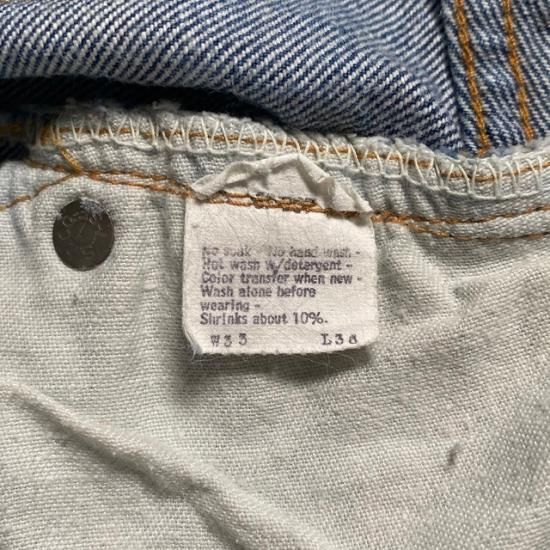 No soak - No hand wash -
Hot wash w/detergent -
Color transfer when new -
Wash alone before
wearing -
Shrinks about 10%.
W33 L38